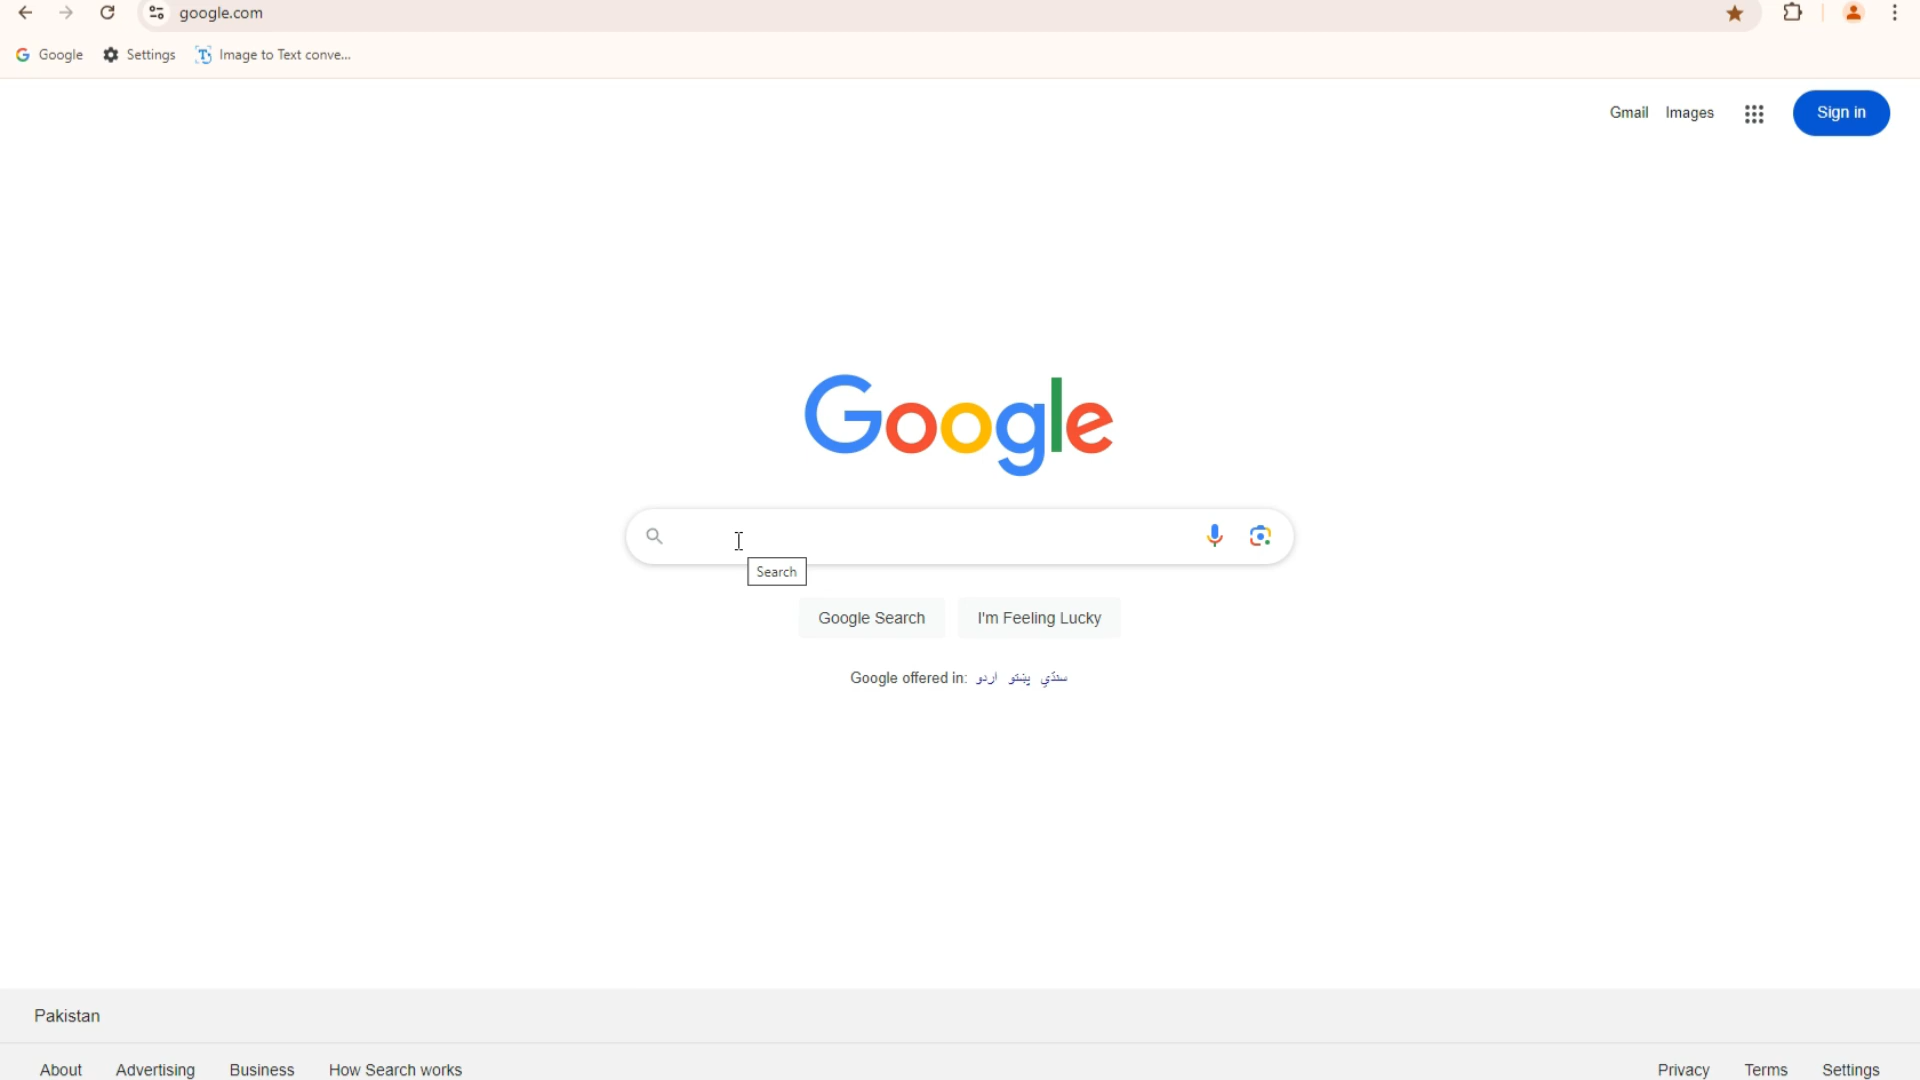 google.com
Google Settings Image to Text conve...
Gmail Images Sign in
Google
Search
Google Search I'm Feeling Lucky
Google offered in: اردو پښتو سنڌي
Pakistan
About Advertising Business How Search works Privacy Terms Settings